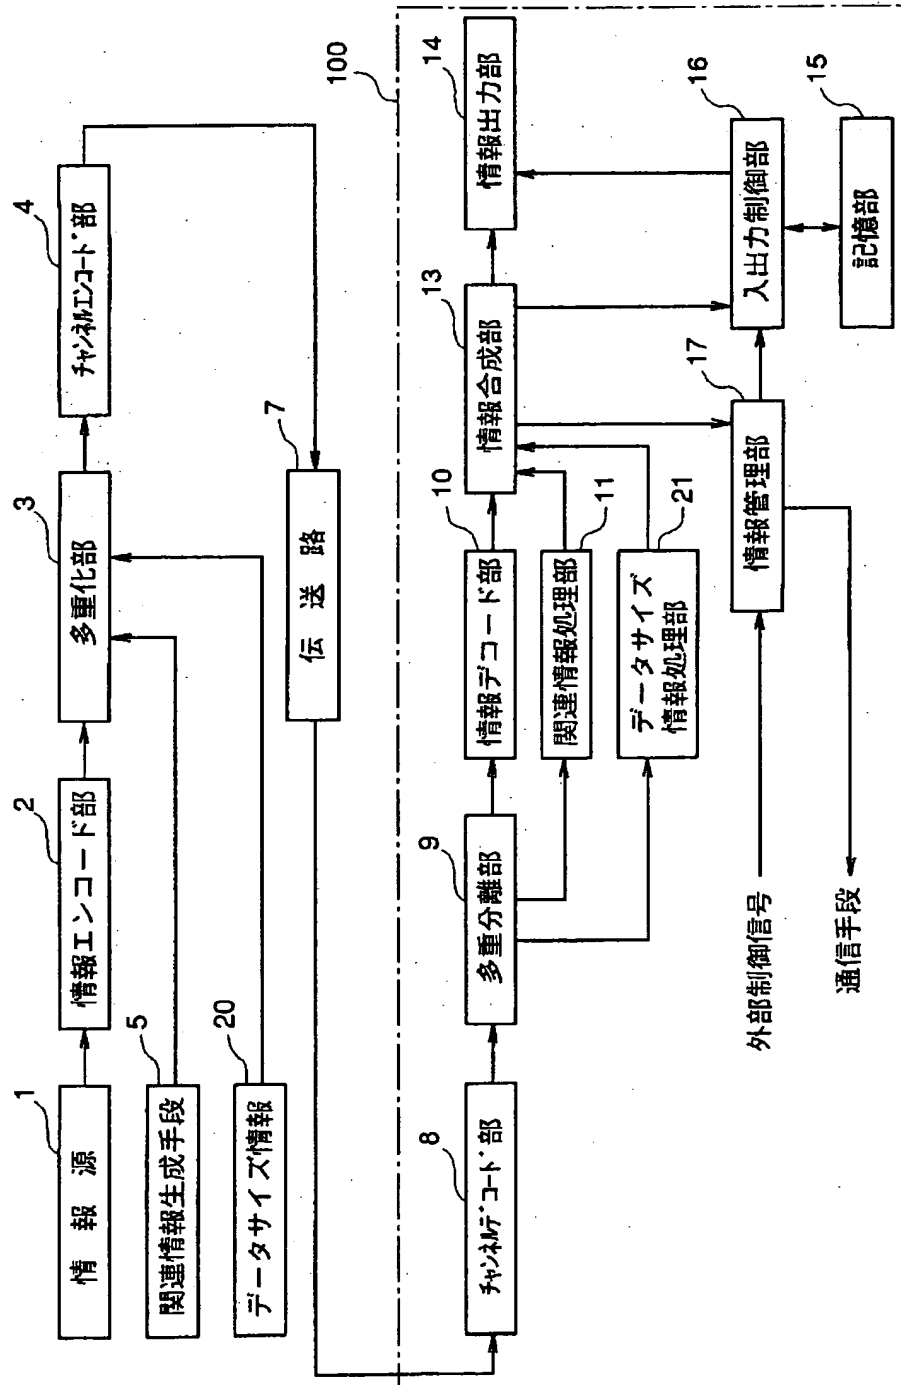 1
情報源
2
情報エンコード部
3
多重化部
4
チャンネルエンコード部
5
関連情報生成手段
20
データサイズ情報
7
伝送路
100
8
チャンネルデコード部
9
多重分離部
10
情報デコード部
13
情報合成部
14
情報出力部
11
関連情報処理部
21
データサイズ
情報処理部
17
情報管理部
16
入出力制御部
15
記憶部
外部制御信号
通信手段